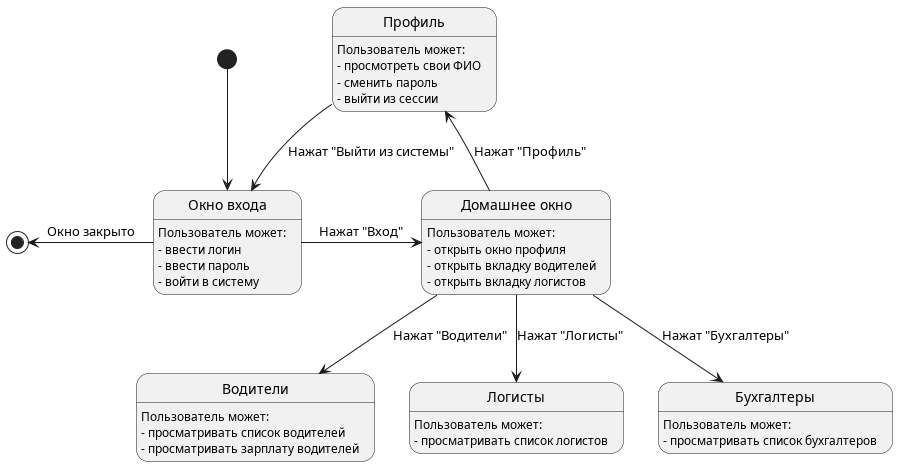 Профиль
Пользователь может:
- просмотреть свои ФИО
- сменить пароль
- выйти из сессии
Нажат "Выйти из системы"
Нажат "Профиль"
Окно входа
Пользователь может:
- ввести логин
- ввести пароль
- войти в систему
Окно закрыто
Нажат "Вход"
Домашнее окно
Пользователь может:
- открыть окно профиля
- открыть вкладку водителей
- открыть вкладку логистов
Нажат "Водители"
Нажат "Логисты"
Нажат "Бухгалтеры"
Водители
Пользователь может:
- просматривать список водителей
- просматривать зарплату водителей
Логисты
Пользователь может:
- просматривать список логистов
Бухгалтеры
Пользователь может:
- просматривать список бухгалтеров